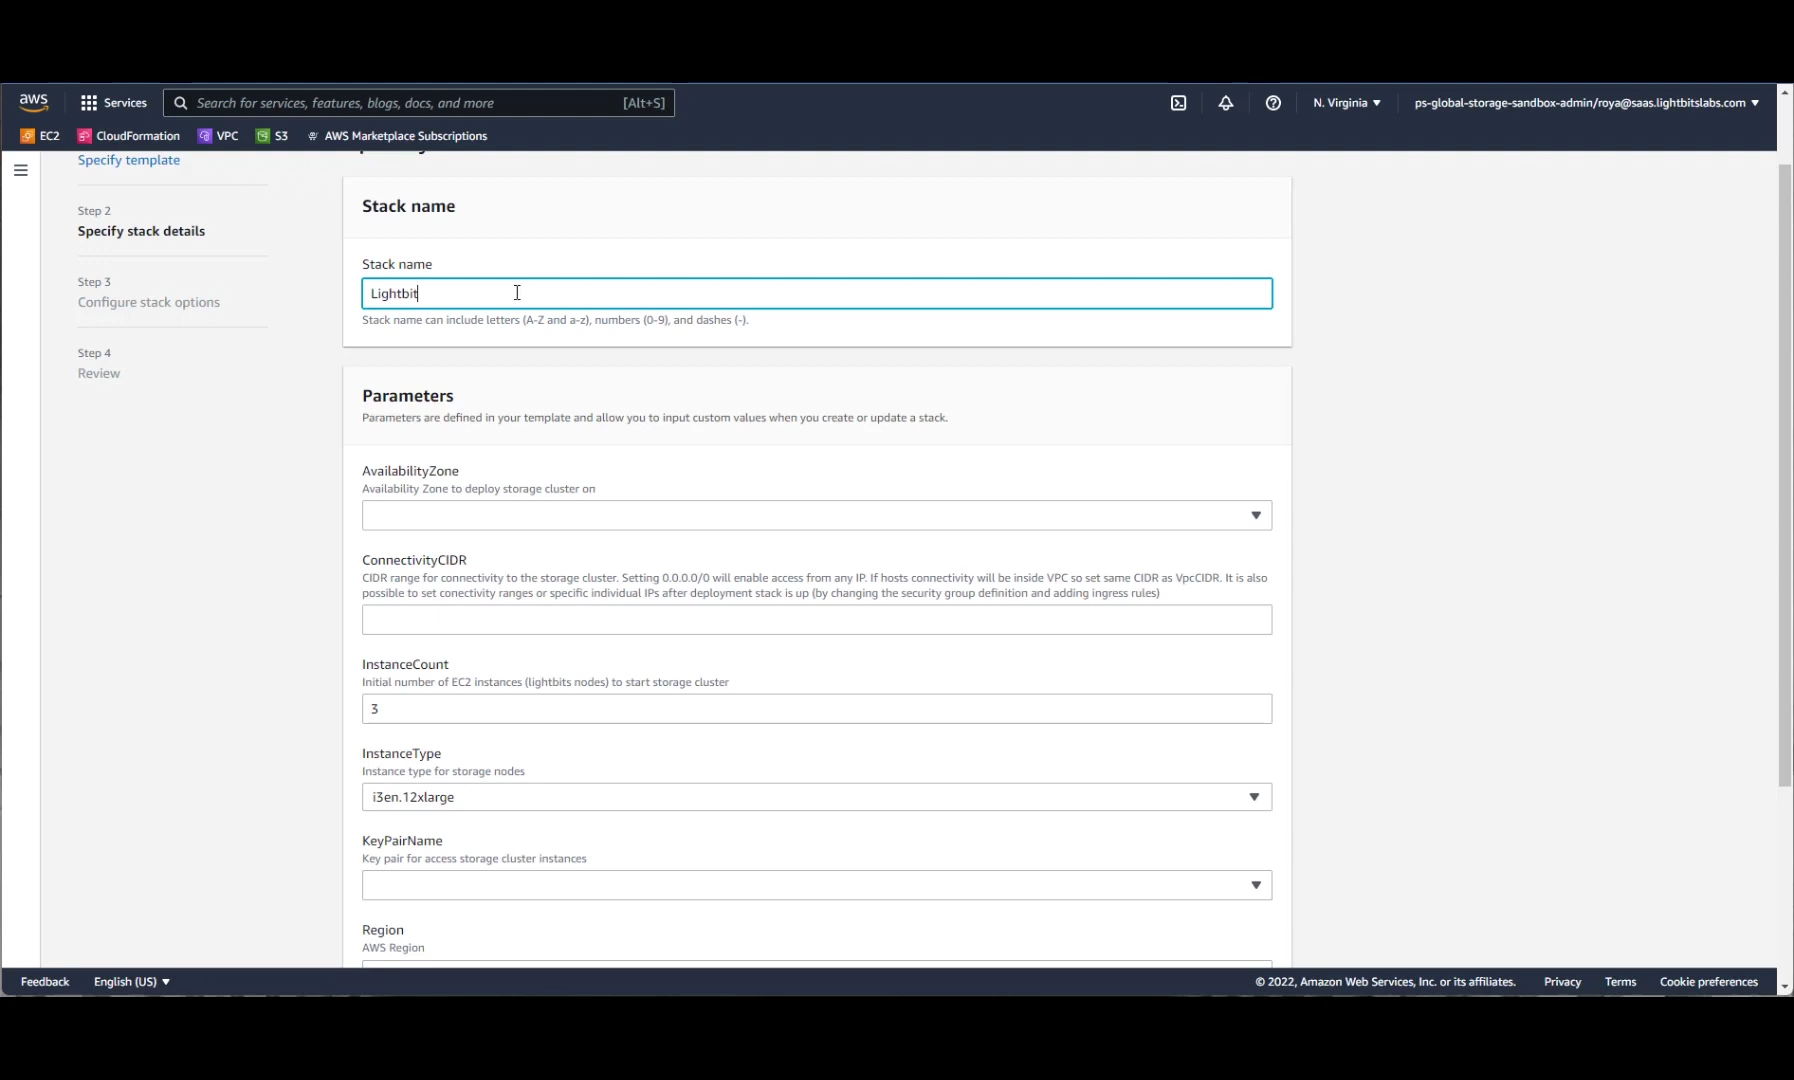 aws
Services
Search for services, features, blogs, docs, and more
[Alt+S]
N. Virginia
ps-global-storage-sandbox-admin/roya@saas.lightbitslabs.com
EC2
CloudFormation
VPC
S3
AWS Marketplace Subscriptions
Specify template
Step 2
Specify stack details
Step 3
Configure stack options
Step 4
Review
Stack name
Stack name
Lightbit
Stack name can include letters (A-Z and a-z), numbers (0-9), and dashes (-).
Parameters
Parameters are defined in your template and allow you to input custom values when you create or update a stack.
AvailabilityZone
Availability Zone to deploy storage cluster on
ConnectivityCIDR
CIDR range for connectivity to the storage cluster. Setting 0.0.0.0/0 will enable access from any IP. If hosts connectivity will be inside VPC so set same CIDR as VpcCIDR. It is also
possible to set conectivity ranges or specific individual IPs after deployment stack is up (by changing the security group definition and adding ingress rules)
InstanceCount
Initial number of EC2 instances (lightbits nodes) to start storage cluster
3
InstanceType
Instance type for storage nodes
i3en.12xlarge
KeyPairName
Key pair for access storage cluster instances
Region
AWS Region
Feedback
English (US)
© 2022, Amazon Web Services, Inc. or its affiliates.
Privacy
Terms
Cookie preferences